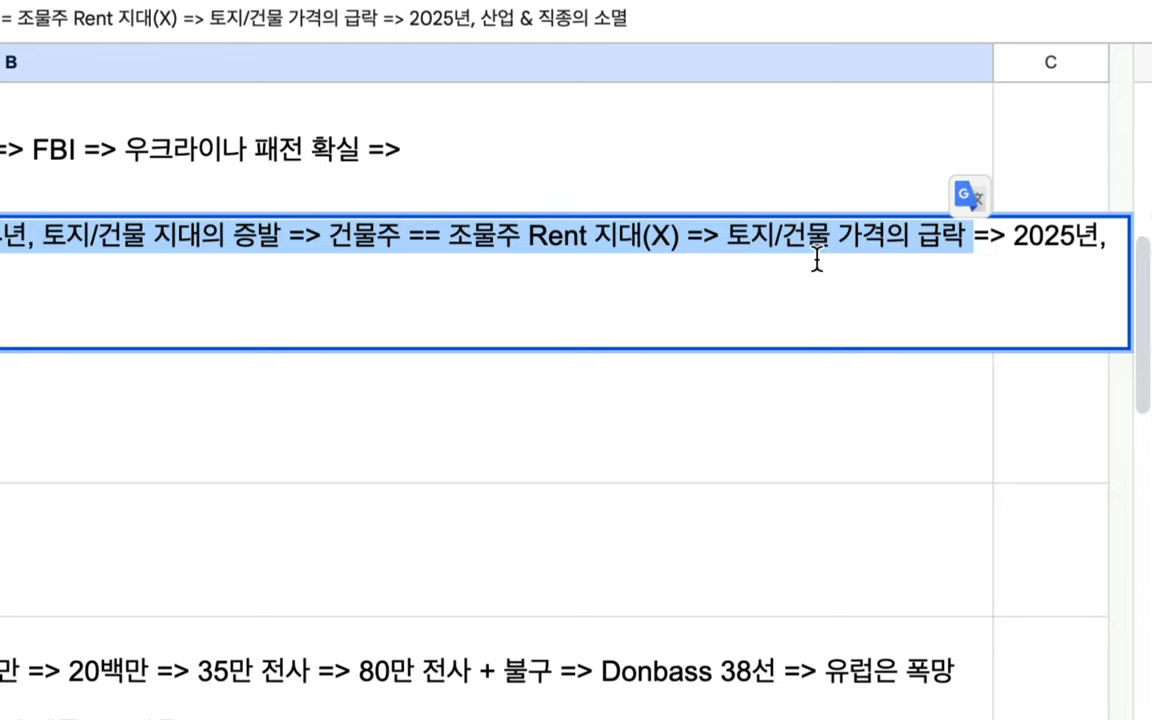 = 조물주 Rent 지대(X) => 토지/건물 가격의 급락 => 2025년, 산업 & 직종의 소멸
B
C
=> FBI => 우크라이나 패전 확실 =>
년, 토지/건물 지대의 증발 => 건물주 == 조물주 Rent 지대(X) => 토지/건물 가격의 급락 => 2025년,
만 => 20백만 => 35만 전사 => 80만 전사 + 불구 => Donbass 38선 => 유럽은 폭망